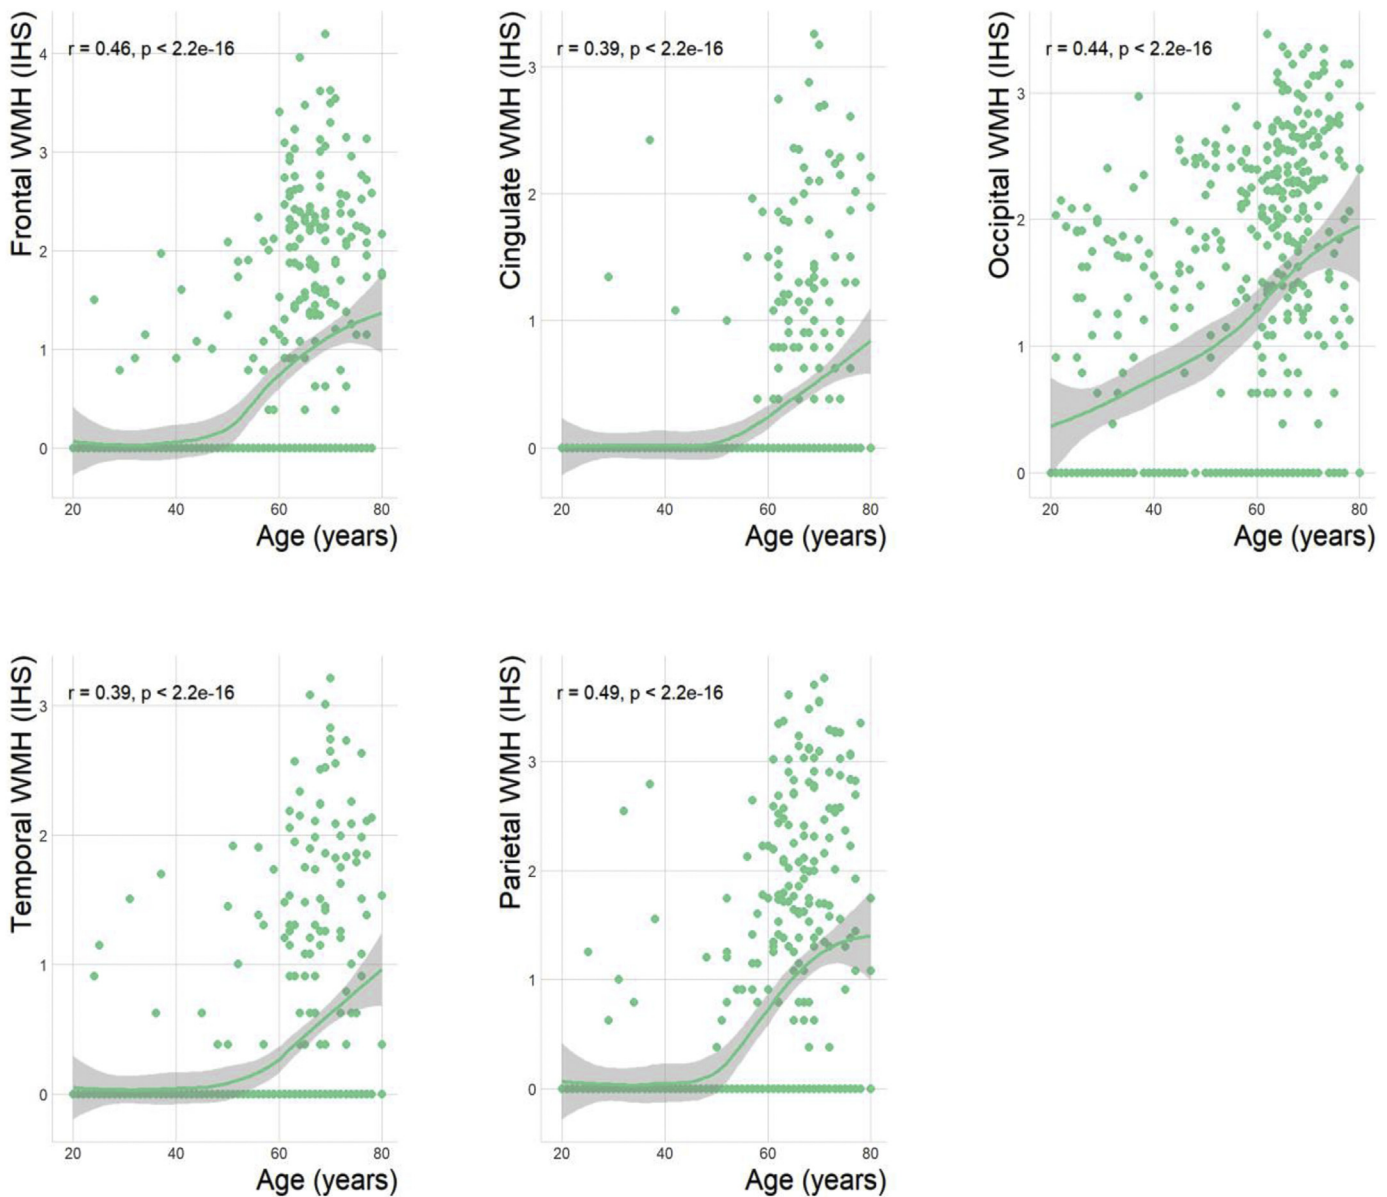 Frontal WMH (IHS)
r = 0.46, p < 2.2e-16
4
3
2
1
0
20 40 60 80
Age (years)
Cingulate WMH (IHS)
r = 0.39, p < 2.2e-16
3
2
1
0
20 40 60 80
Age (years)
Occipital WMH (IHS)
r = 0.44, p < 2.2e-16
3
2
1
0
20 40 60 80
Age (years)
Temporal WMH (IHS)
r = 0.39, p < 2.2e-16
3
2
1
0
20 40 60 80
Age (years)
Parietal WMH (IHS)
r = 0.49, p < 2.2e-16
3
2
1
0
20 40 60 80
Age (years)